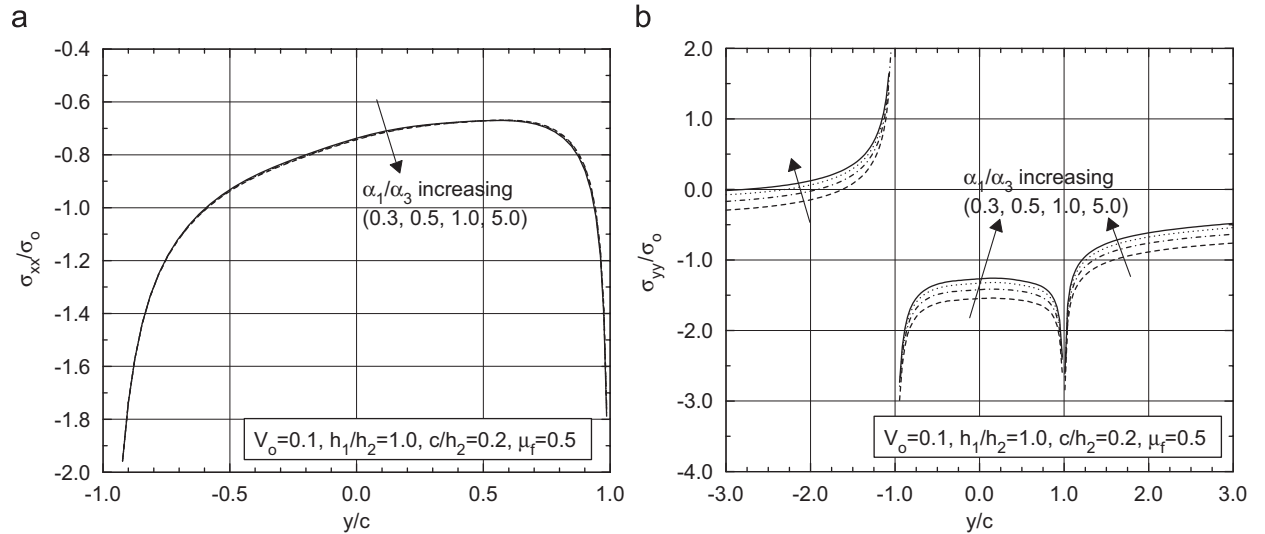 a
-0.4
-0.6
-0.8
-1.0
-1.2
-1.4
-1.6
-1.8
-2.0
σxx/σo
α1/α3 increasing
(0.3, 0.5, 1.0, 5.0)
Vo=0.1, h1/h2=1.0, c/h2=0.2, μf=0.5
-1.0 -0.5 0.0 0.5 1.0
y/c
b
2.0
1.0
0.0
-1.0
-2.0
-3.0
-4.0
σyy/σo
α1/α3 increasing
(0.3, 0.5, 1.0, 5.0)
Vo=0.1, h1/h2=1.0, c/h2=0.2, μf=0.5
-3.0 -2.0 -1.0 0.0 1.0 2.0 3.0
y/c